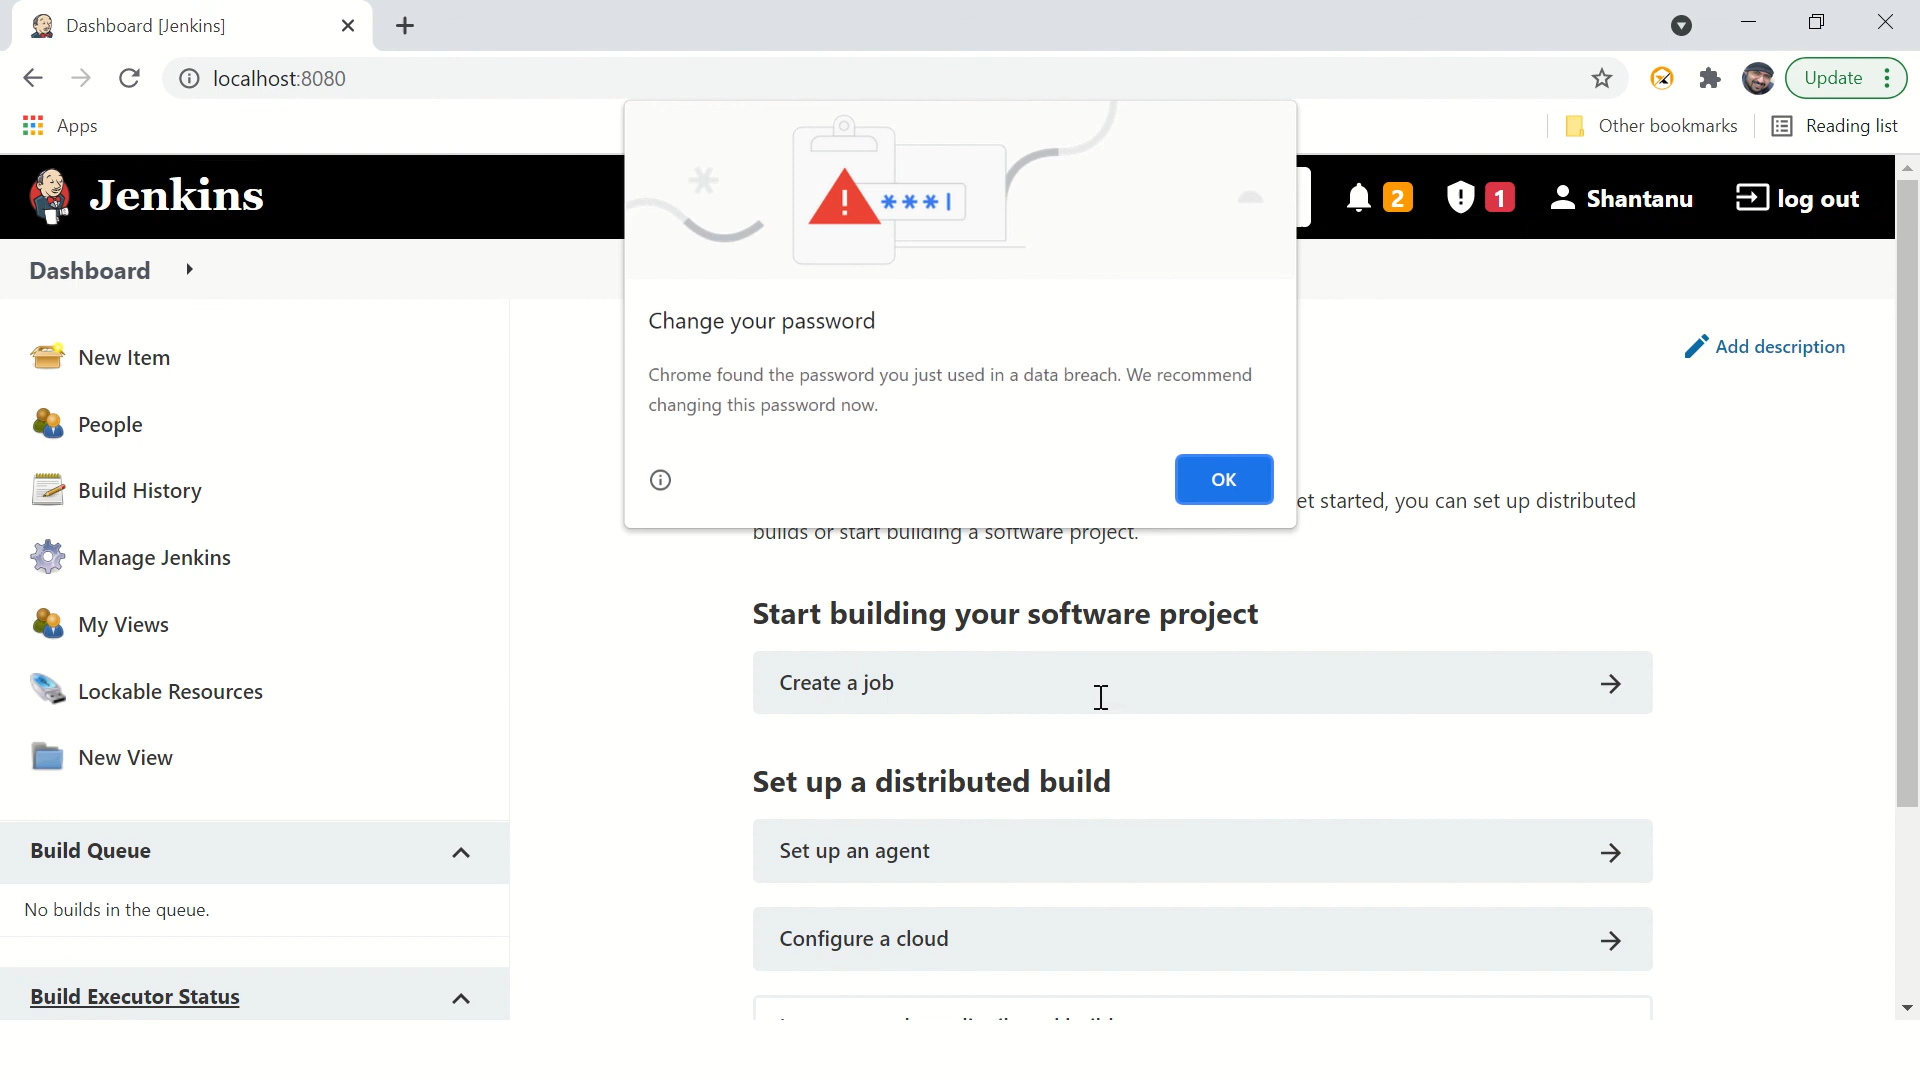 Dashboard [Jenkins]
localhost:8080
Update
Apps
Other bookmarks
Reading list
Jenkins
2
1
Shantanu
log out
Dashboard
***
Change your password
Chrome found the password you just used in a data breach. We recommend
changing this password now.
OK
New Item
People
Build History
Manage Jenkins
My Views
Lockable Resources
New View
Build Queue
No builds in the queue.
Build Executor Status
Add description
et started, you can set up distributed
builds or start building a software project.
Start building your software project
Create a job
Set up a distributed build
Set up an agent
Configure a cloud